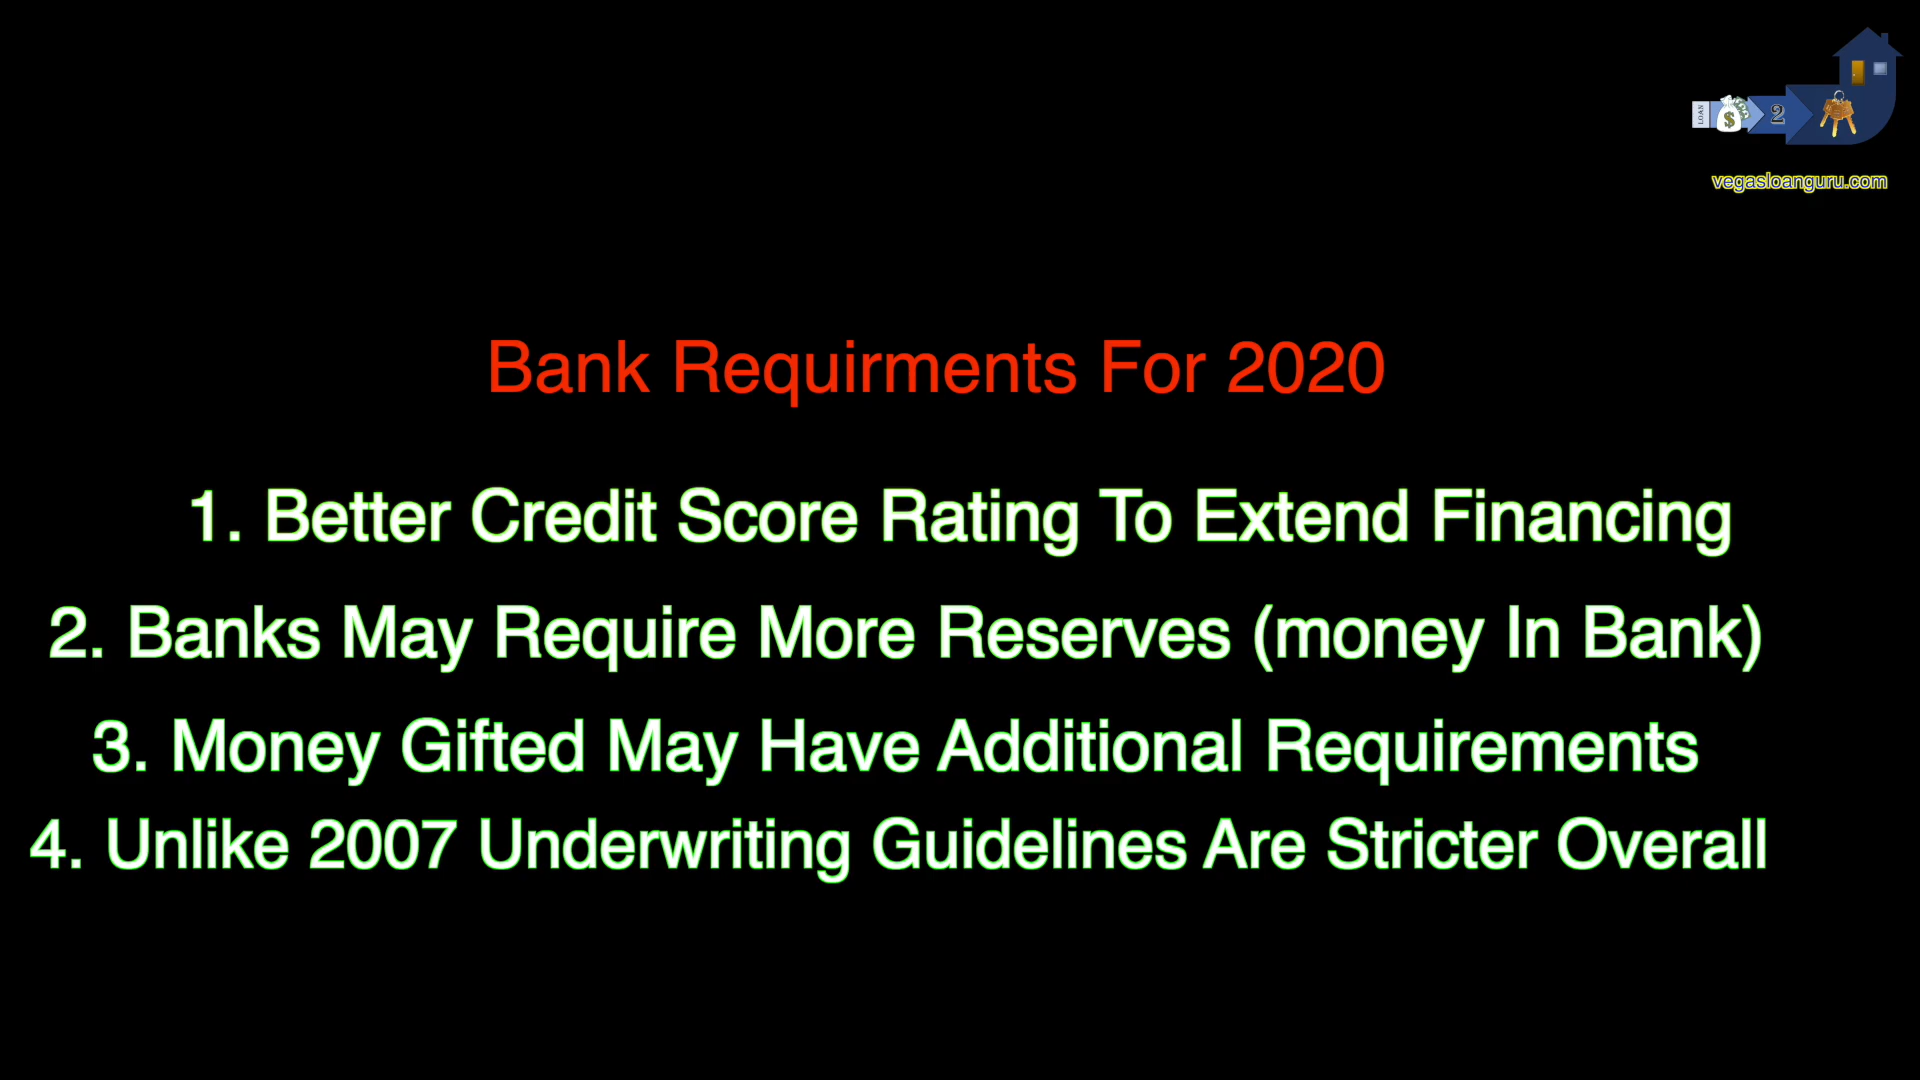 LOAN
$
2
vegasloanguru.com
Bank Requirments For 2020
1. Better Credit Score Rating To Extend Financing
2. Banks May Require More Reserves (money In Bank)
3. Money Gifted May Have Additional Requirements
4. Unlike 2007 Underwriting Guidelines Are Stricter Overall